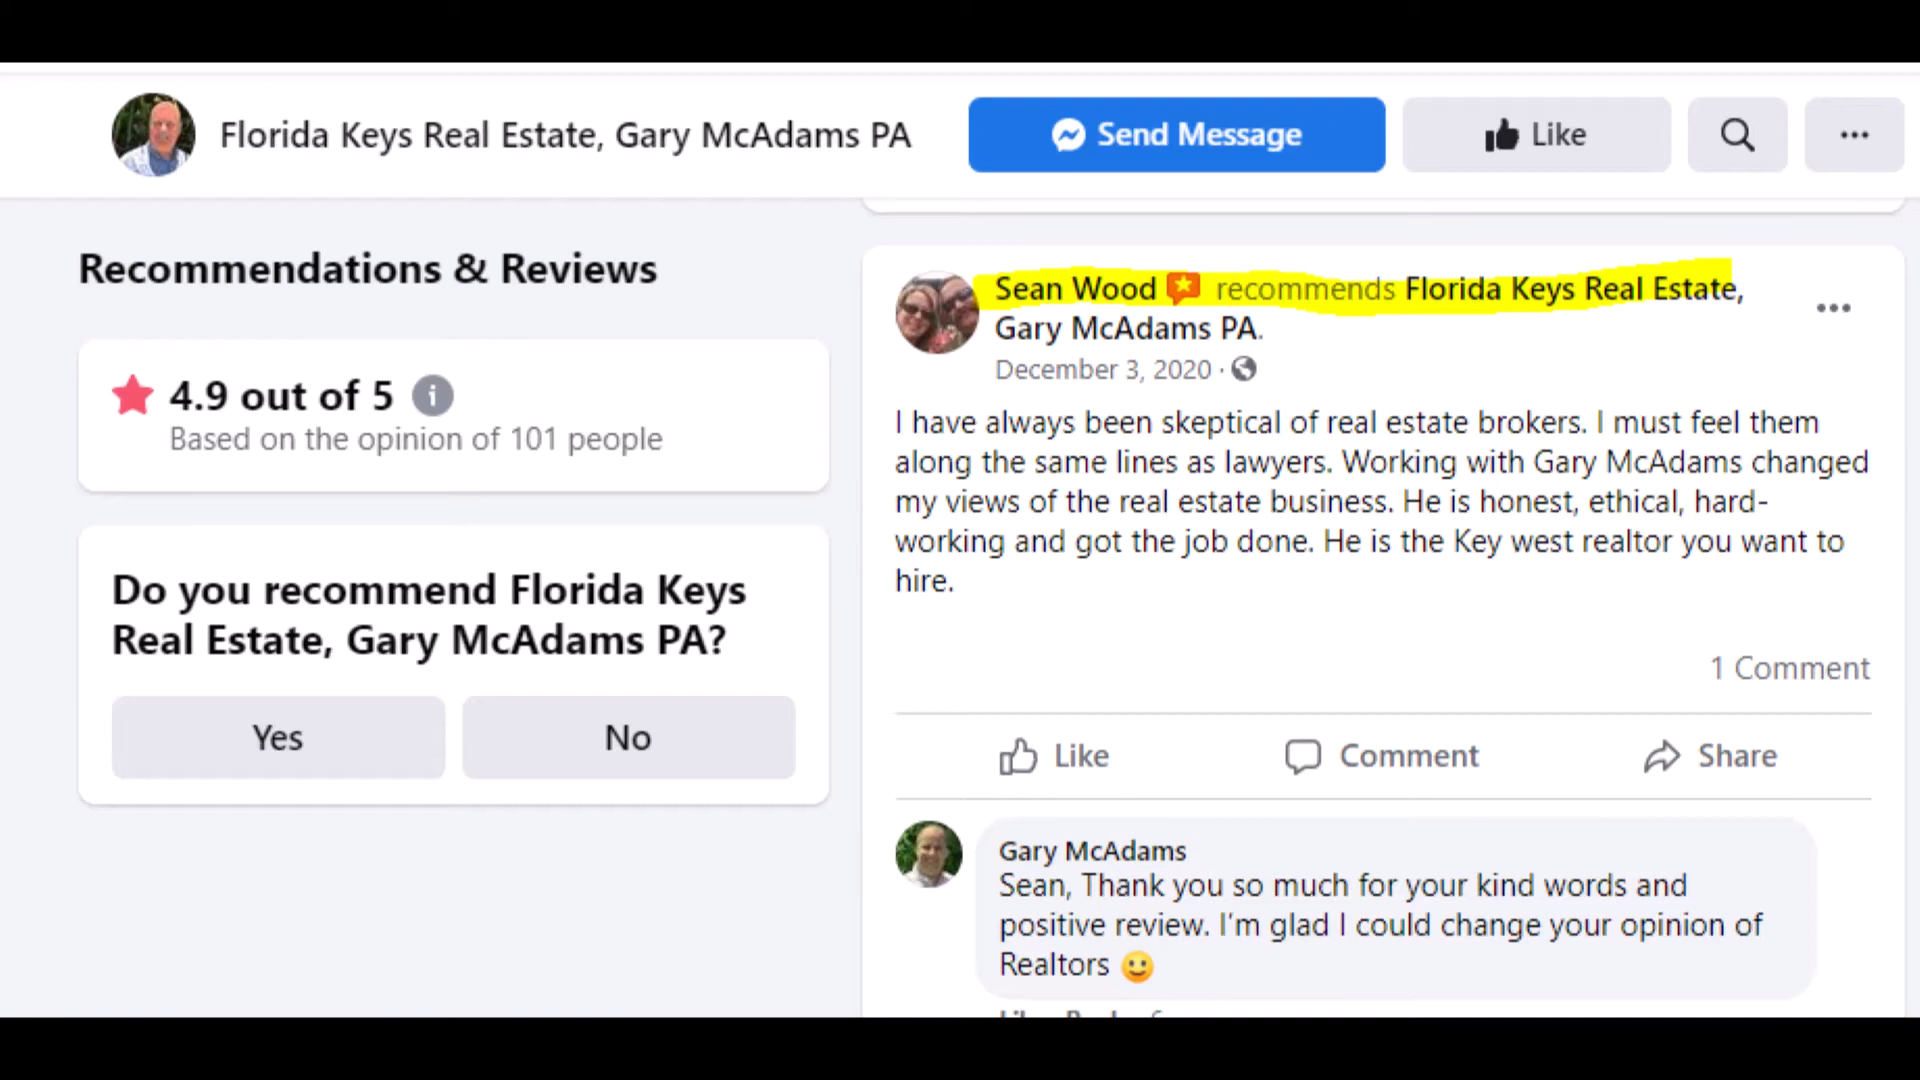 Florida Keys Real Estate, Gary McAdams PA
Send Message
Like
Recommendations & Reviews
4.9 out of 5
Based on the opinion of 101 people
Do you recommend Florida Keys
Real Estate, Gary McAdams PA?
Yes
No
Sean Wood recommends Florida Keys Real Estate,
Gary McAdams PA.
December 3, 2020 ·
I have always been skeptical of real estate brokers. I must feel them
along the same lines as lawyers. Working with Gary McAdams changed
my views of the real estate business. He is honest, ethical, hard-
working and got the job done. He is the Key west realtor you want to
hire.
1 Comment
Like
Comment
Share
Gary McAdams
Sean, Thank you so much for your kind words and
positive review. I'm glad I could change your opinion of
Realtors 🙂